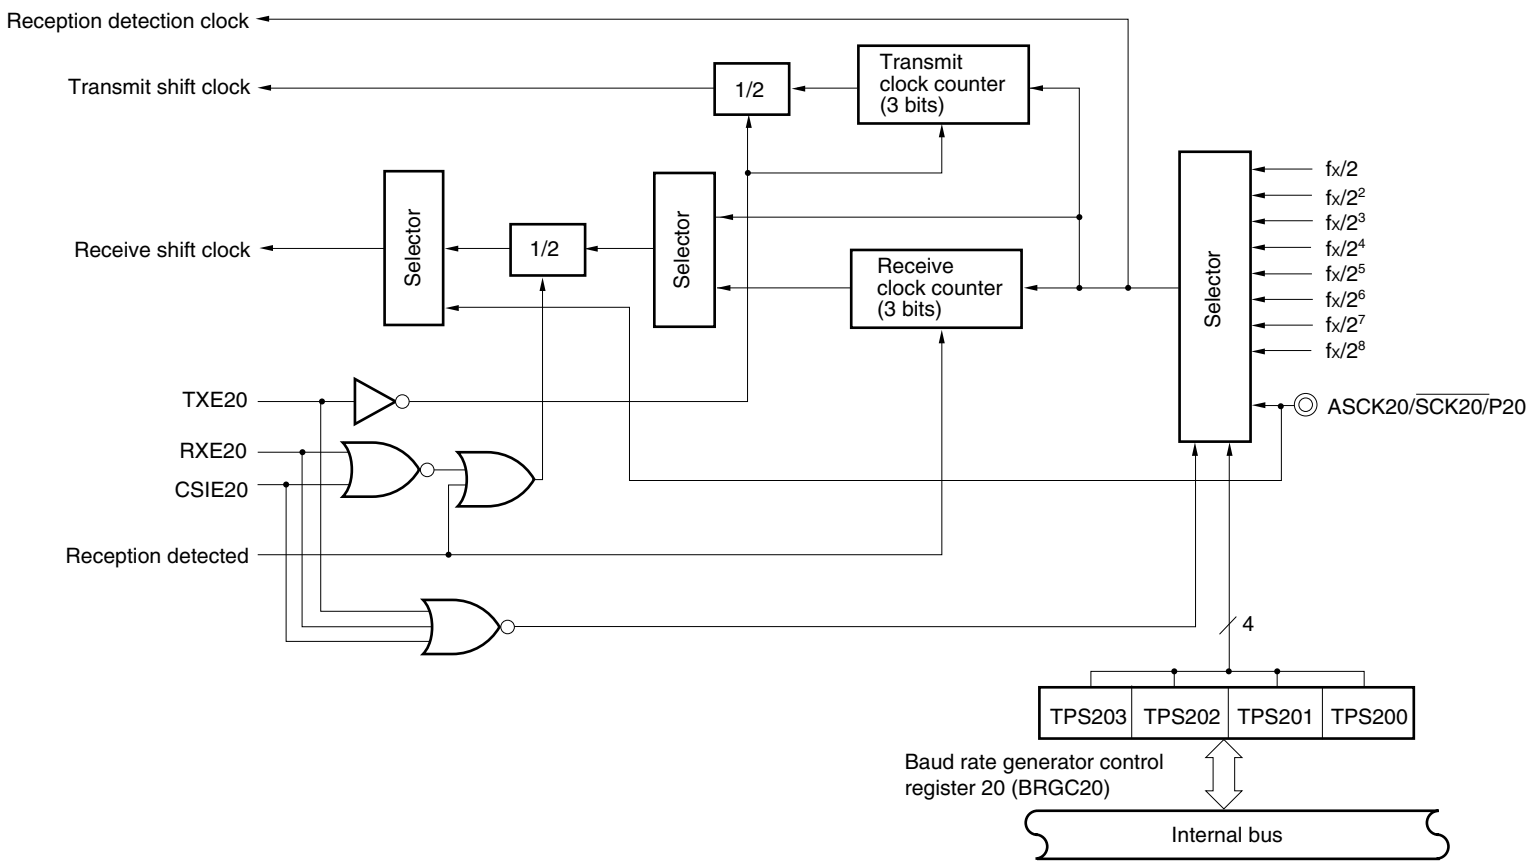 Reception detection clock
Transmit shift clock
1/2
Transmit
clock counter
(3 bits)
Receive shift clock
Selector
1/2
Selector
Receive
clock counter
(3 bits)
Selector
fx/2
fx/2²
fx/2³
fx/2⁴
fx/2⁵
fx/2⁶
fx/2⁷
fx/2⁸
ASCK20/SCK20/P20
TXE20
RXE20
CSIE20
Reception detected
4
TPS203 TPS202 TPS201 TPS200
Baud rate generator control
register 20 (BRGC20)
Internal bus